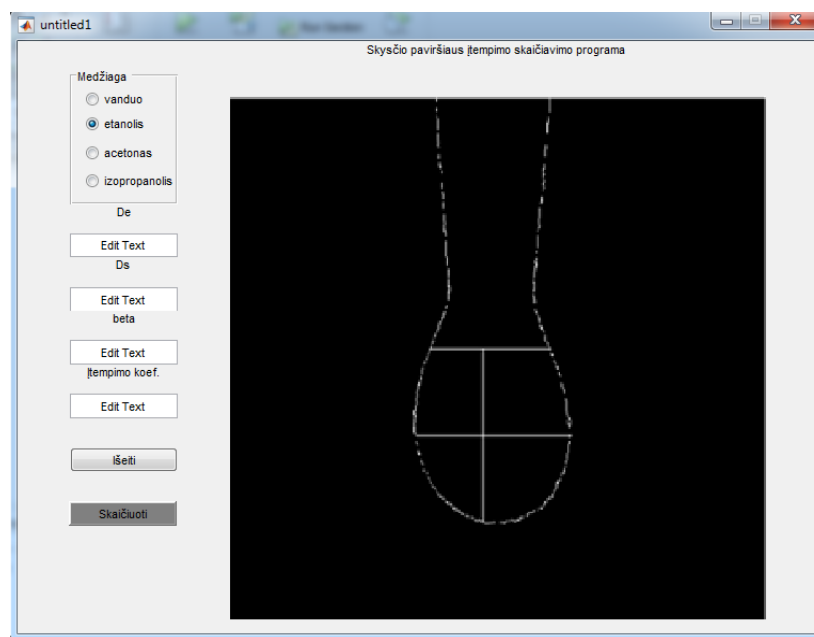 untitled1
Skysčio paviršiaus įtempimo skaičiavimo programa
Medžiaga
vanduo
etanolis
acetonas
izopropanolis
De
Edit Text
Ds
Edit Text
beta
Edit Text
Įtempimo koef.
Edit Text
Išeiti
Skaičiuoti